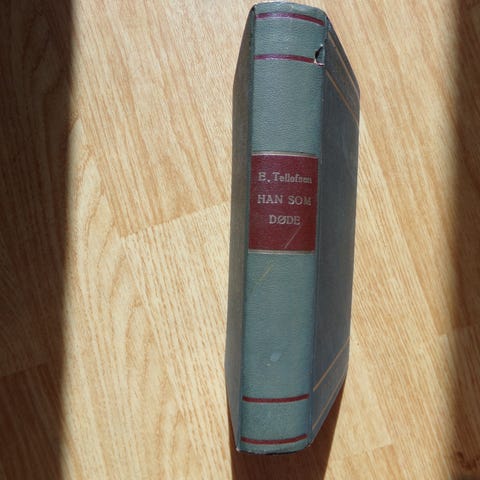 E. Tellefsen
HAN SOM
DØDE